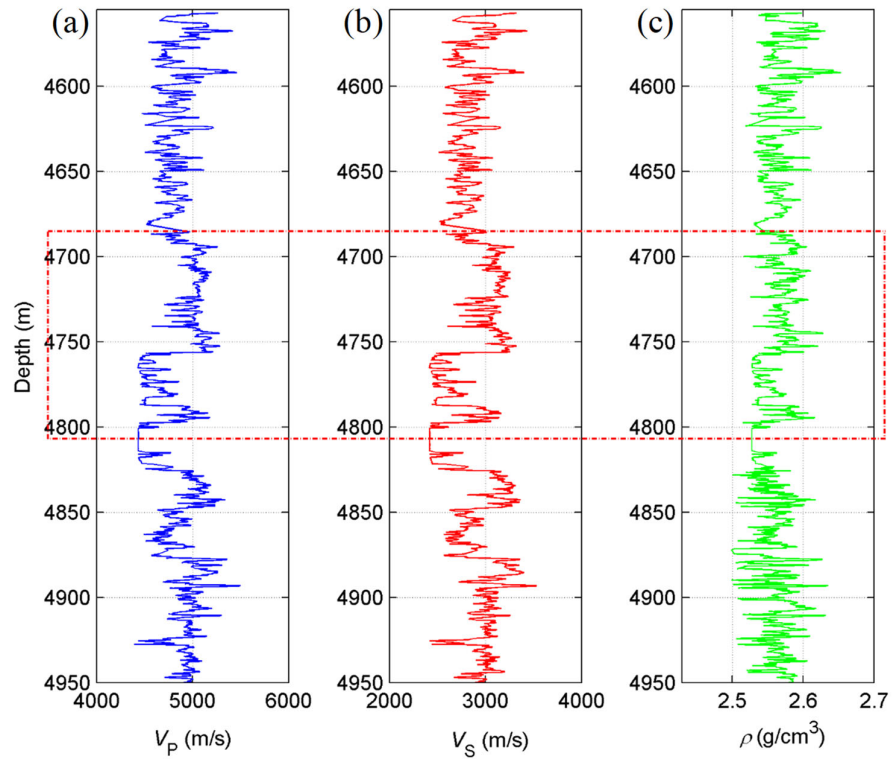 (a) (b) (c)
4600 4600 4600
4650 4650 4650
4700 4700 4700
4750 4750 4750
4800 4800 4800
4850 4850 4850
4900 4900 4900
4950 4950 4950
Depth (m)
4000 5000 6000 2000 3000 4000 2.5 2.6 2.7
V_P (m/s) V_S (m/s) ρ (g/cm³)